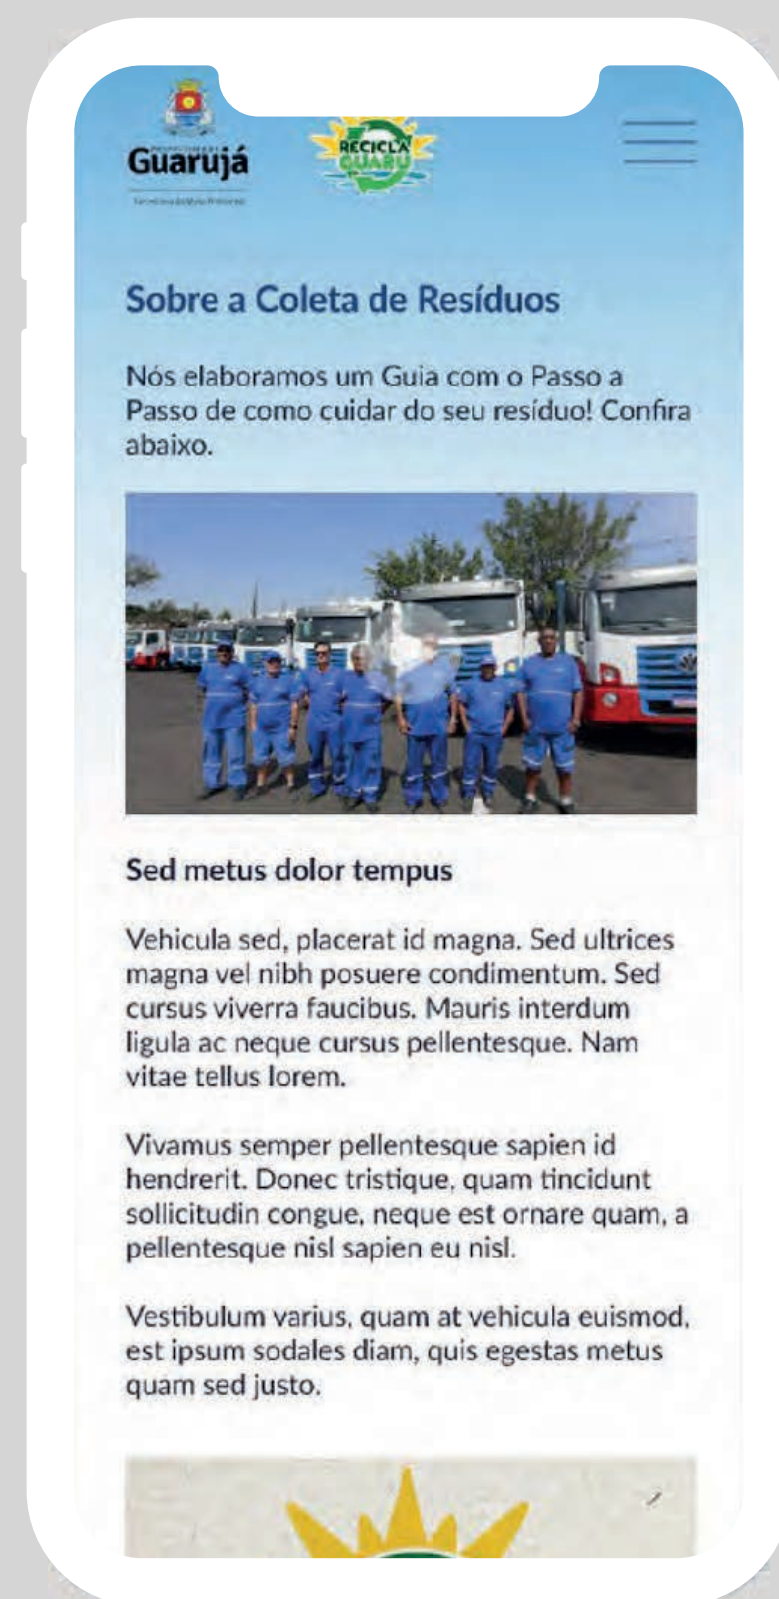 Guarujá
RECICLA
GUARU
Sobre a Coleta de Resíduos
Nós elaboramos um Guia com o Passo a
Passo de como cuidar do seu resíduo! Confira
abaixo.
Sed metus dolor tempus
Vehicula sed, placerat id magna. Sed ultrices
magna vel nibh posuere condimentum. Sed
cursus viverra faucibus. Mauris interdum
ligula ac neque cursus pellentesque. Nam
vitae tellus lorem.
Vivamus semper pellentesque sapien id
hendrerit. Donec tristique, quam tincidunt
sollicitudin congue, neque est ornare quam, a
pellentesque nisl sapien eu nisl.
Vestibulum varius, quam at vehicula euismod,
est ipsum sodales diam, quis egestas metus
quam sed justo.